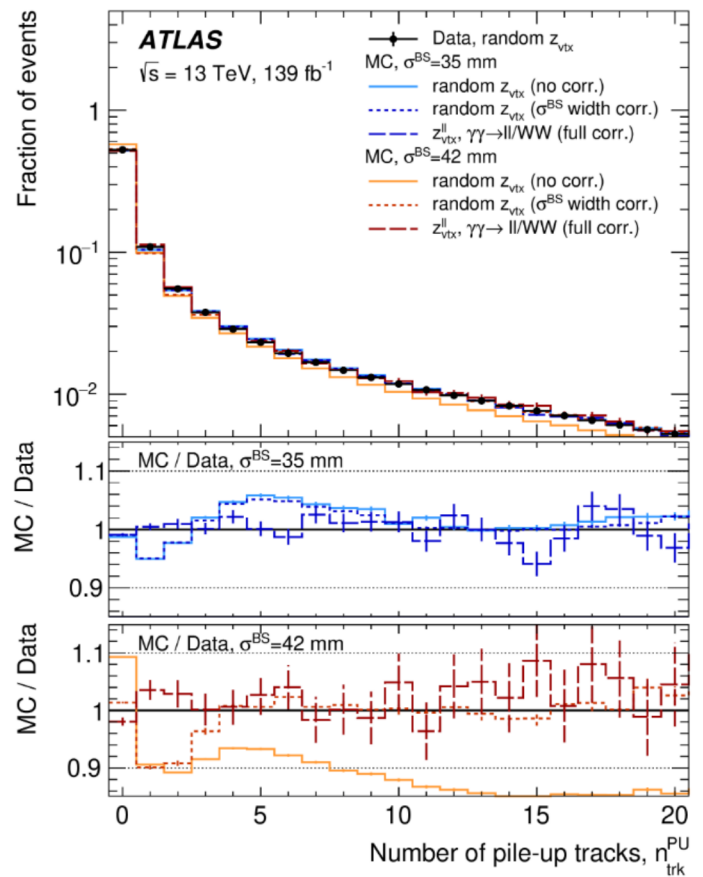 ATLAS
√s = 13 TeV, 139 fb⁻¹
Data, random z_vtx
MC, σ^BS=35 mm
random z_vtx (no corr.)
random z_vtx (σ^BS width corr.)
z^ll_vtx, γγ→ll/WW (full corr.)
MC, σ^BS=42 mm
random z_vtx (no corr.)
random z_vtx (σ^BS width corr.)
z^ll_vtx, γγ→ ll/WW (full corr.)
Fraction of events
1
10⁻¹
10⁻²
MC / Data, σ^BS=35 mm
MC / Data
1.1
1
0.9
MC / Data, σ^BS=42 mm
MC / Data
1.1
1
0.9
0 5 10 15 20
Number of pile-up tracks, n^PU_trk